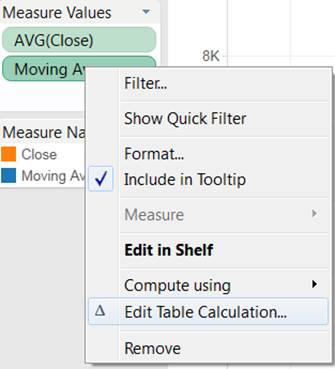 Measure Values
AVG(Close)
Moving Av
8K
Filter...
Show Quick Filter
Measure Na
Format...
Close
Include in Tooltip
Moving Av
Measure
Edit in Shelf
Compute using
Δ Edit Table Calculation...
Remove